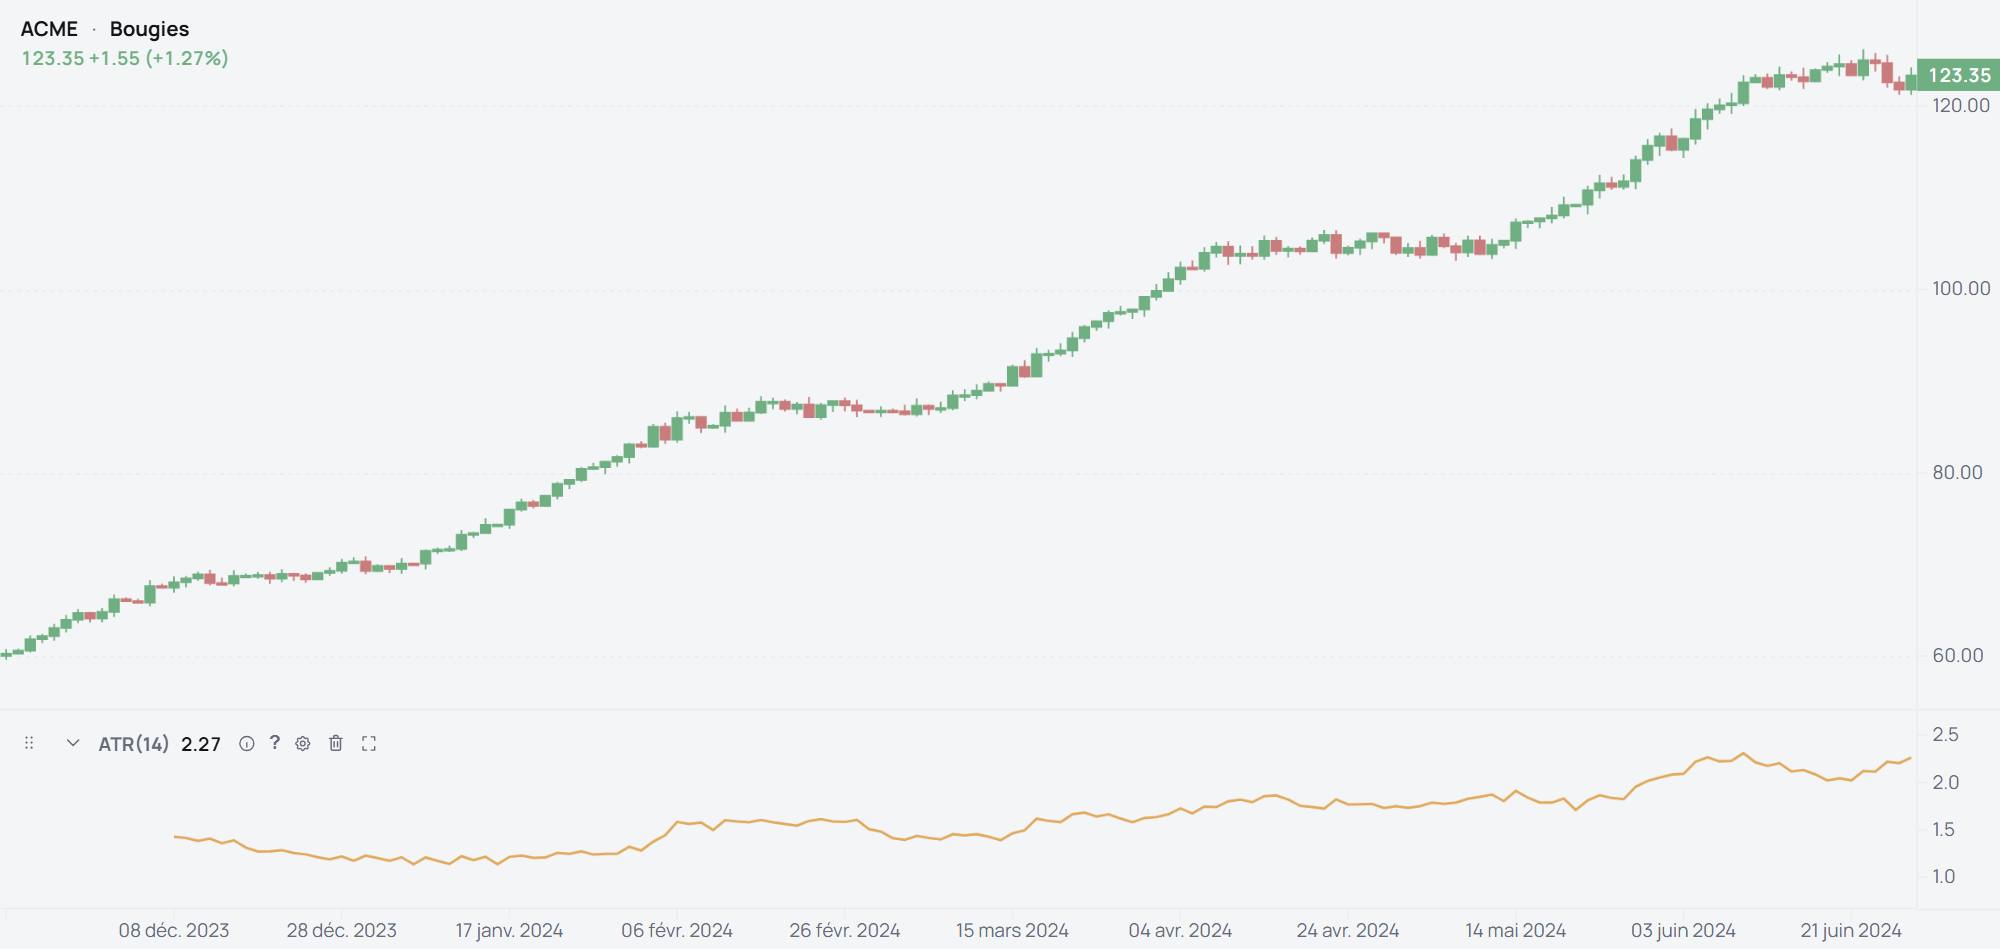 ACME · Bougies
123.35 +1.55 (+1.27%)
123.35
120.00
100.00
80.00
60.00
ATR(14) 2.27 ?
2.5
2.0
1.5
1.0
08 déc. 2023 28 déc. 2023 17 janv. 2024 06 févr. 2024 26 févr. 2024 15 mars 2024 04 avr. 2024 24 avr. 2024 14 mai 2024 03 juin 2024 21 juin 2024